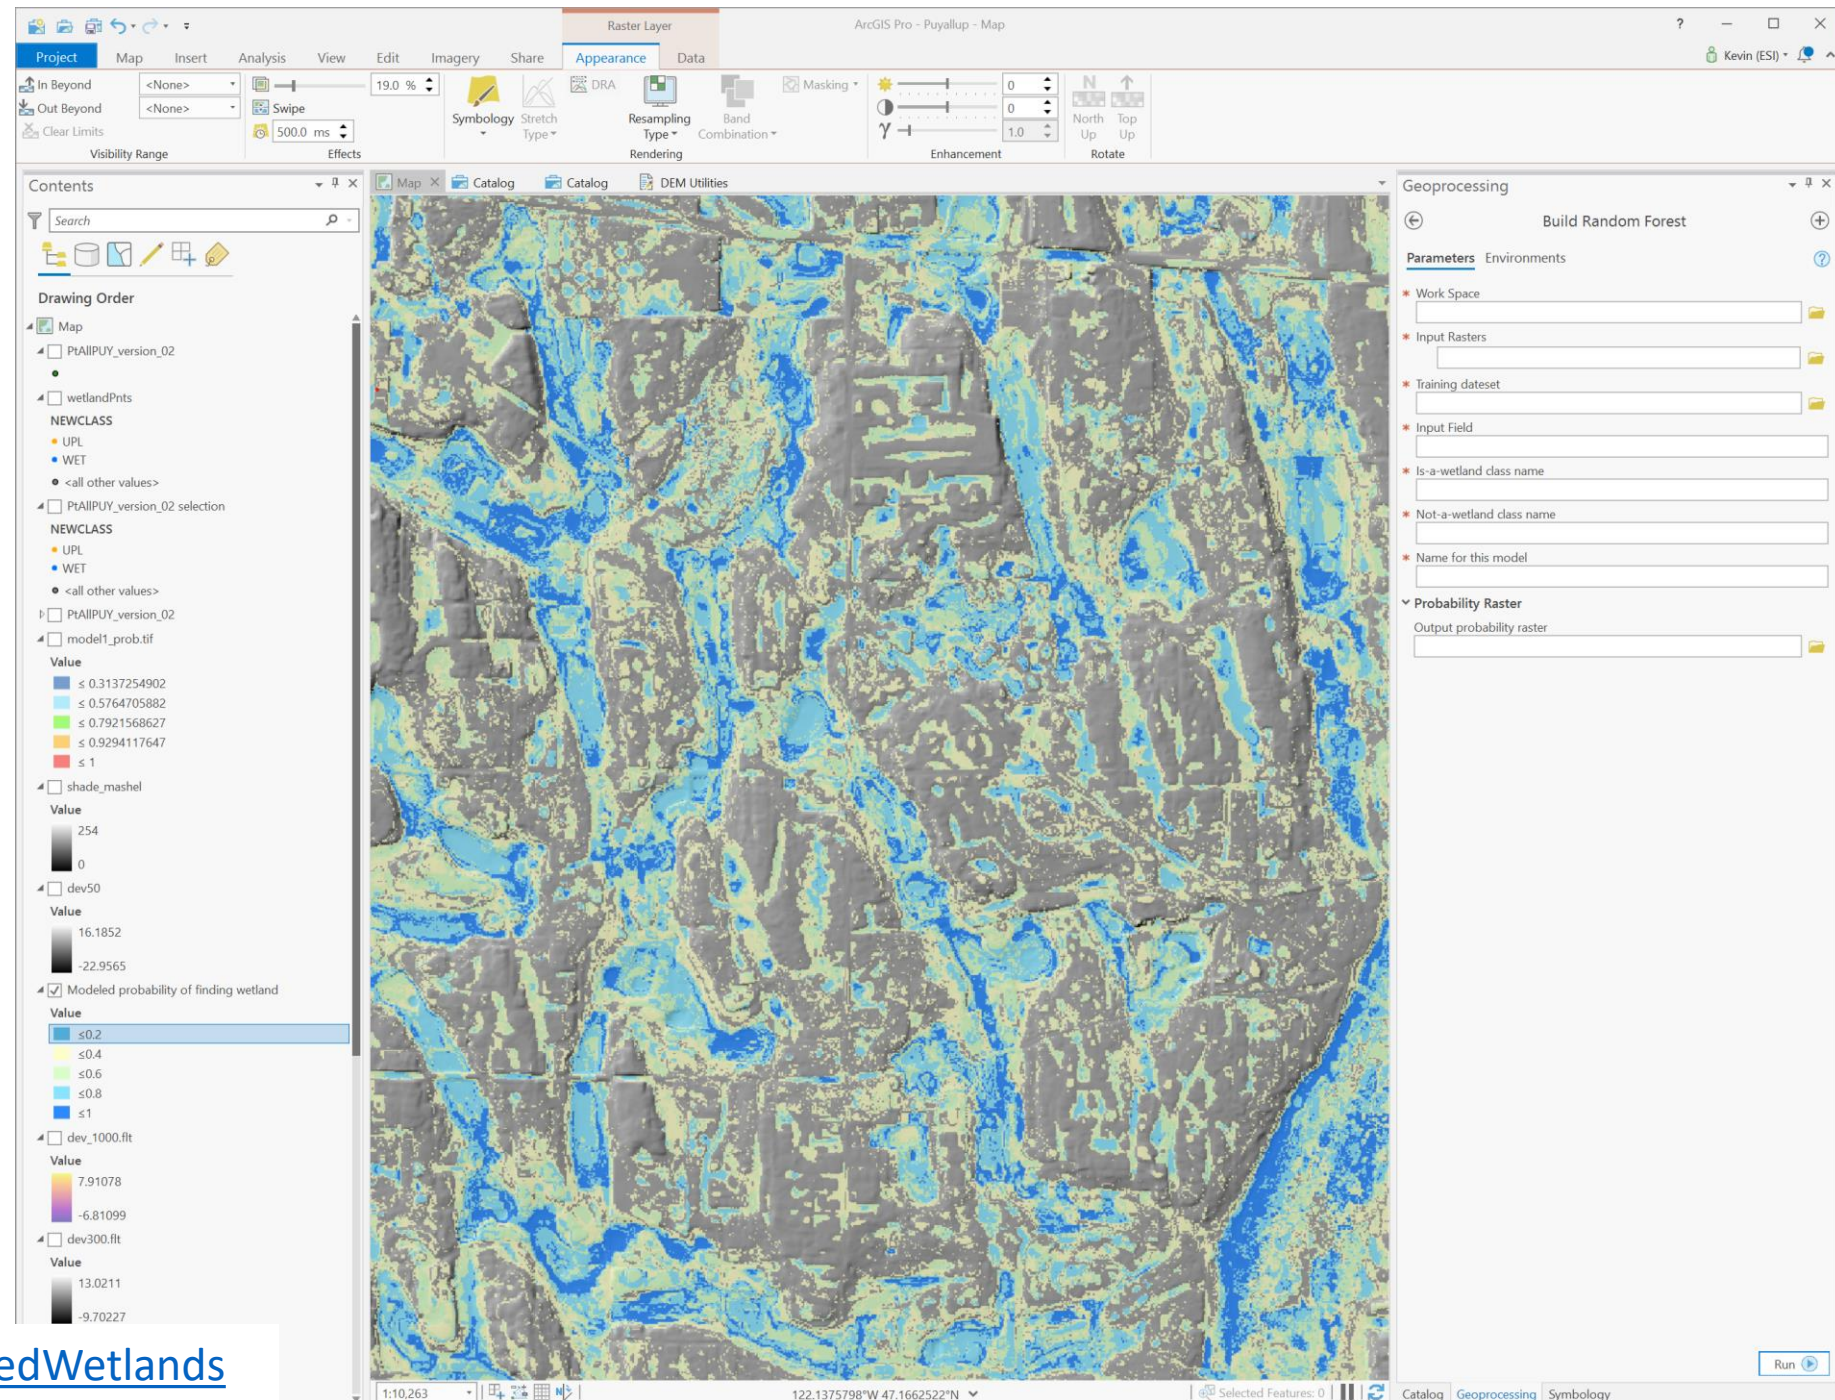 Raster Layer
ArcGIS Pro - Puyallup - Map
?
Project Map Insert Analysis View Edit Imagery Share Appearance Data
Kevin (ESI)
In Beyond <None>
19.0 %
DRA
Masking
0
Out Beyond <None>
Swipe
0
Clear Limits
500.0 ms
Symbology
Stretch Type
Resampling Type
Band Combination
γ
1.0
N
North Up
Top Up
Visibility Range
Effects
Rendering
Enhancement
Rotate
Contents
Search
Drawing Order
Map
PtAllPUY_version_02
wetlandPnts
NEWCLASS
UPL
WET
<all other values>
PtAllPUY_version_02 selection
NEWCLASS
UPL
WET
<all other values>
PtAllPUY_version_02
model1_prob.tif
Value
≤ 0.3137254902
≤ 0.5764705882
≤ 0.7921568627
≤ 0.9294117647
≤ 1
shade_mashel
Value
254
0
dev50
Value
16.1852
-22.9565
Modeled probability of finding wetland
Value
≤0.2
≤0.4
≤0.6
≤0.8
≤1
dev_1000.flt
Value
7.91078
-6.81099
dev300.flt
Value
13.0211
-9.70227
edWetlands
Map Catalog Catalog DEM Utilities
1:10,263
122.1375798°W 47.1662522°N
Selected Features: 0
Geoprocessing
Build Random Forest
Parameters Environments
?
* Work Space
* Input Rasters
* Training dateset
* Input Field
* Is-a-wetland class name
* Not-a-wetland class name
* Name for this model
Probability Raster
Output probability raster
Run
Catalog Geoprocessing Symbology